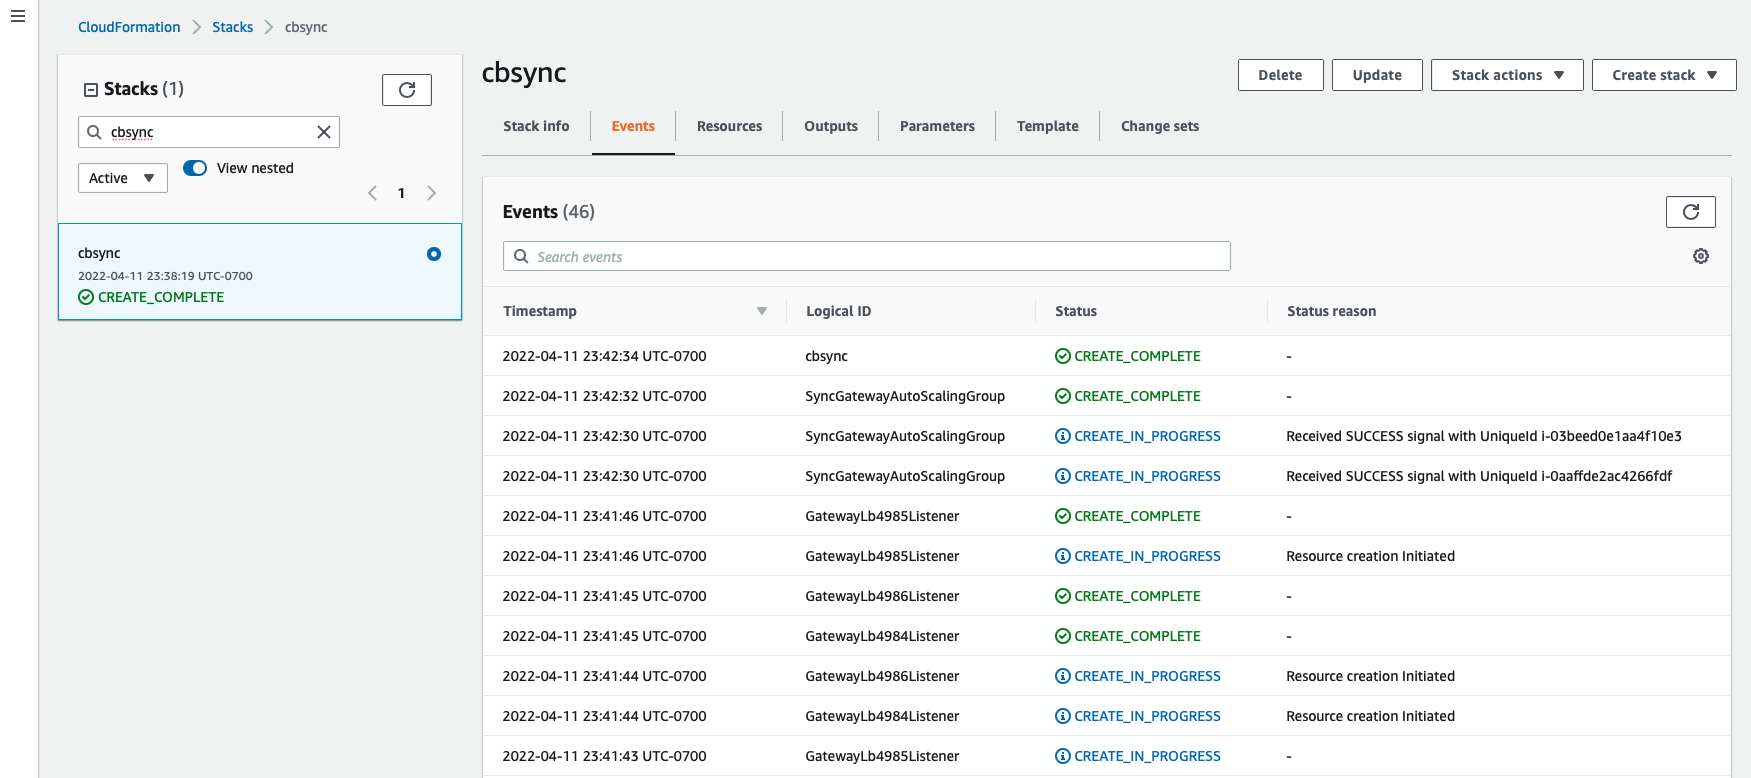 CloudFormation > Stacks > cbsync
Stacks (1)
cbsync
Active
View nested
1
cbsync
2022-04-11 23:38:19 UTC-0700
CREATE_COMPLETE
cbsync
Delete Update Stack actions Create stack
Stack info Events Resources Outputs Parameters Template Change sets
Events (46)
Search events
Timestamp Logical ID Status Status reason
2022-04-11 23:42:34 UTC-0700 cbsync CREATE_COMPLETE -
2022-04-11 23:42:32 UTC-0700 SyncGatewayAutoScalingGroup CREATE_COMPLETE -
2022-04-11 23:42:30 UTC-0700 SyncGatewayAutoScalingGroup CREATE_IN_PROGRESS Received SUCCESS signal with UniqueId i-03beed0e1aa4f10e3
2022-04-11 23:42:30 UTC-0700 SyncGatewayAutoScalingGroup CREATE_IN_PROGRESS Received SUCCESS signal with UniqueId i-0aaffde2ac4266fdf
2022-04-11 23:41:46 UTC-0700 GatewayLb4985Listener CREATE_COMPLETE -
2022-04-11 23:41:46 UTC-0700 GatewayLb4985Listener CREATE_IN_PROGRESS Resource creation Initiated
2022-04-11 23:41:45 UTC-0700 GatewayLb4986Listener CREATE_COMPLETE -
2022-04-11 23:41:45 UTC-0700 GatewayLb4984Listener CREATE_COMPLETE -
2022-04-11 23:41:44 UTC-0700 GatewayLb4986Listener CREATE_IN_PROGRESS Resource creation Initiated
2022-04-11 23:41:44 UTC-0700 GatewayLb4984Listener CREATE_IN_PROGRESS Resource creation Initiated
2022-04-11 23:41:43 UTC-0700 GatewayLb4985Listener CREATE_IN_PROGRESS -